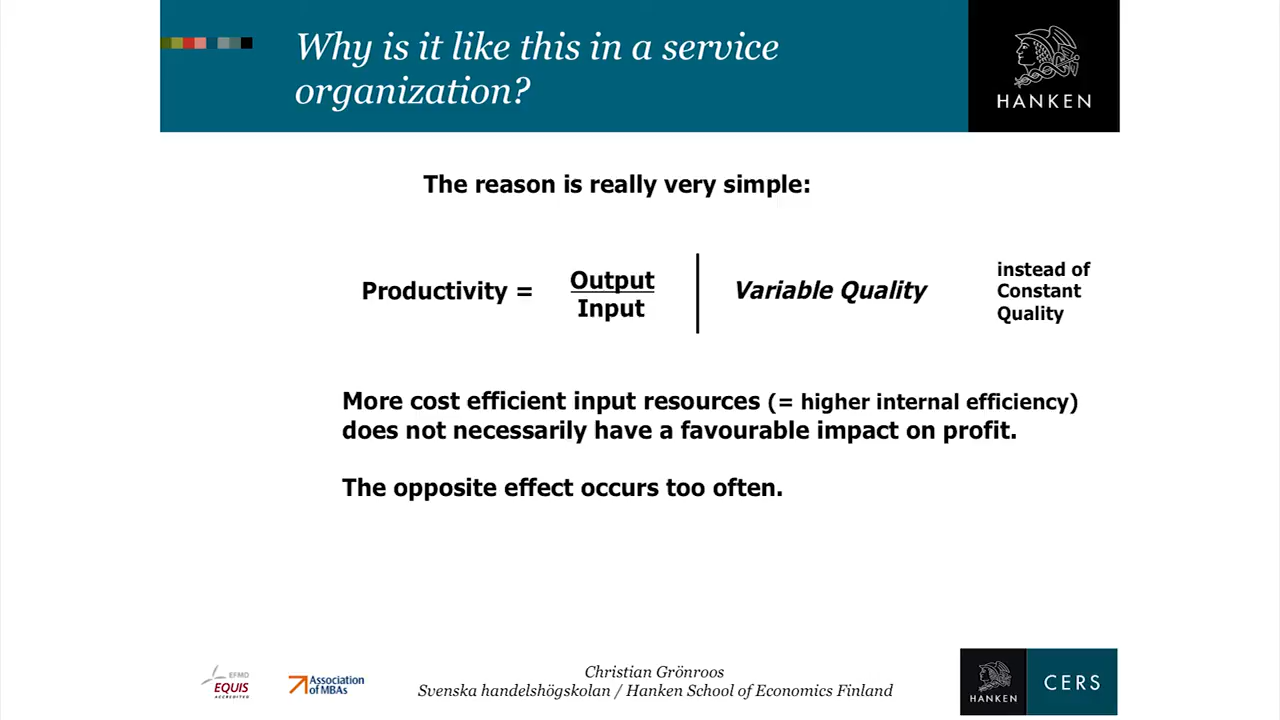 Why is it like this in a service
organization?
HANKEN
The reason is really very simple:
Productivity =
Output
Input
Variable Quality
instead of
Constant
Quality
More cost efficient input resources (= higher internal efficiency)
does not necessarily have a favourable impact on profit.
The opposite effect occurs too often.
EFMD
EQUIS
ACCREDITED
Association
of MBAs
Christian Grönroos
Svenska handelshögskolan / Hanken School of Economics Finland
HANKEN
CERS